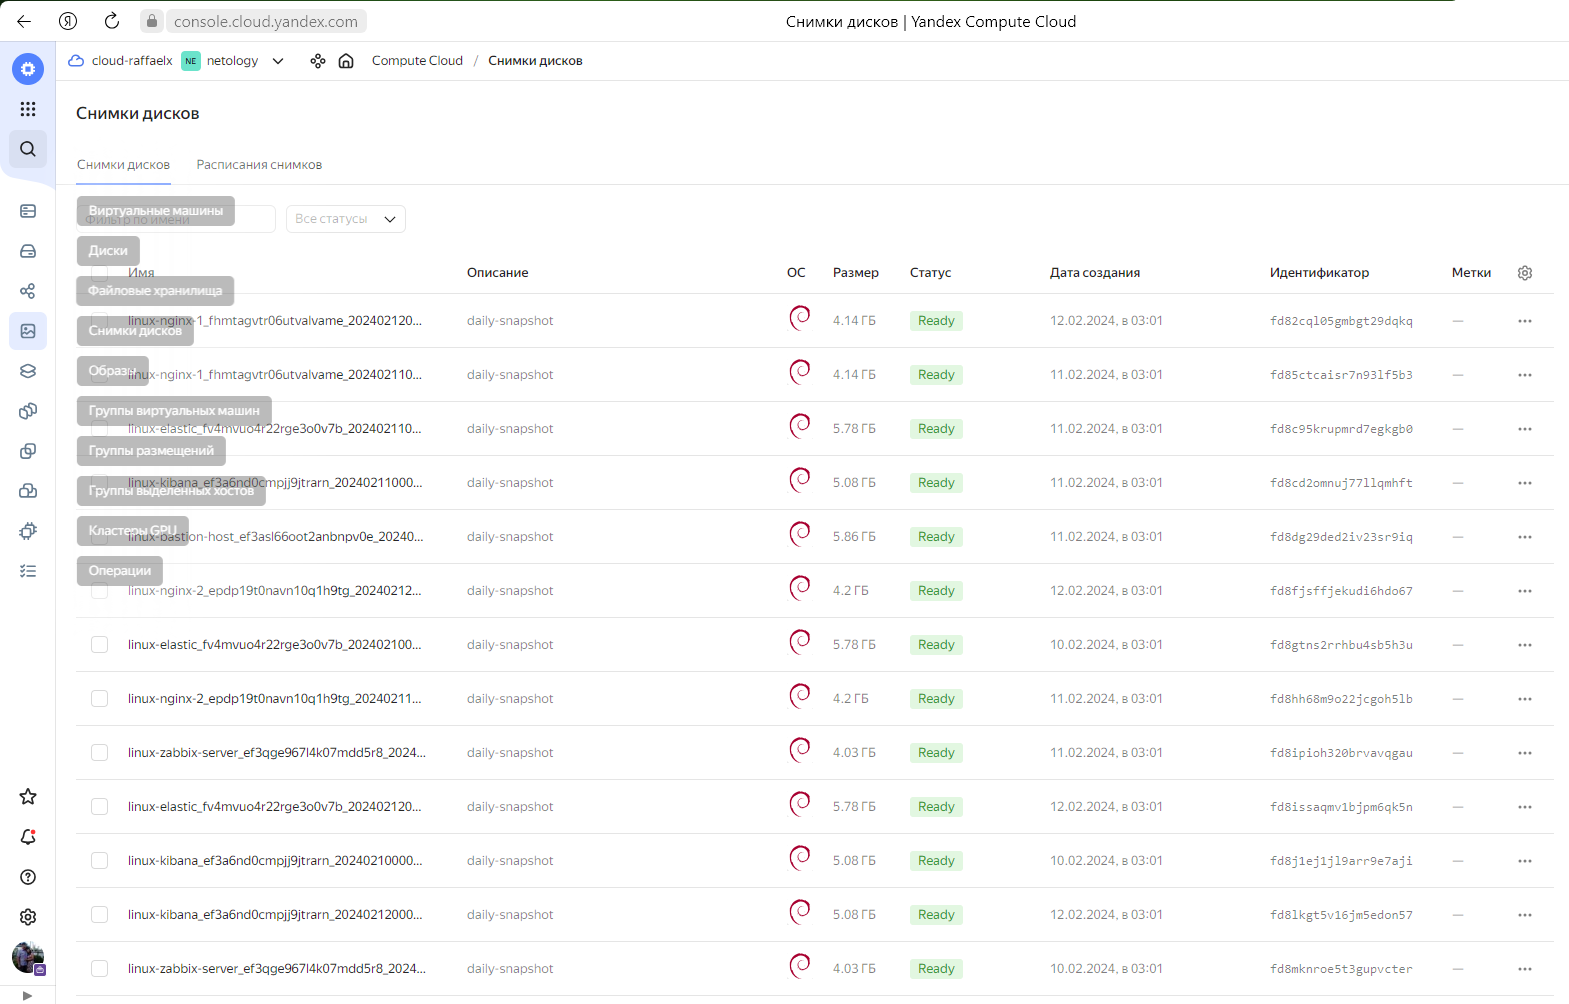 console.cloud.yandex.com
Снимки дисков | Yandex Compute Cloud
cloud-raffaelx NE netology Compute Cloud / Снимки дисков
Снимки дисков
Снимки дисков Расписания снимков
Виртуальные машины
Фильтр по имени Все статусы
Диски
Имя Описание ОС Размер Статус Дата создания Идентификатор Метки
Файловые хранилища
linux-nginx-1_fhmtagvtr06utvalvame_202402120... daily-snapshot 4.14 ГБ Ready 12.02.2024, в 03:01 fd82cql05gmbgt29dqkq —
Снимки дисков
Образы
linux-nginx-1_fhmtagvtr06utvalvame_202402110... daily-snapshot 4.14 ГБ Ready 11.02.2024, в 03:01 fd85ctcaisr7n93lf5b3 —
Группы виртуальных машин
linux-elastic_fv4mvuo4r22rge3o0v7b_202402110... daily-snapshot 5.78 ГБ Ready 11.02.2024, в 03:01 fd8c95krupmrd7egkgb0 —
Группы размещений
linux-kibana_ef3a6nd0cmpjj9jtrarn_20240211000... daily-snapshot 5.08 ГБ Ready 11.02.2024, в 03:01 fd8cd2omnuj77llqmhft —
Группы выделенных хостов
Кластеры GPU
linux-bastion-host_ef3asl66oot2anbnpv0e_20240... daily-snapshot 5.86 ГБ Ready 11.02.2024, в 03:01 fd8dg29ded2iv23sr9iq —
Операции
linux-nginx-2_epdp19t0navn10q1h9tg_20240212... daily-snapshot 4.2 ГБ Ready 12.02.2024, в 03:01 fd8fjsffjekudi6hdo67 —
linux-elastic_fv4mvuo4r22rge3o0v7b_202402100... daily-snapshot 5.78 ГБ Ready 10.02.2024, в 03:01 fd8gtns2rrhbu4sb5h3u —
linux-nginx-2_epdp19t0navn10q1h9tg_20240211... daily-snapshot 4.2 ГБ Ready 11.02.2024, в 03:01 fd8hh68m9o22jcgoh5lb —
linux-zabbix-server_ef3qge967l4k07mdd5r8_2024... daily-snapshot 4.03 ГБ Ready 11.02.2024, в 03:01 fd8ipioh320brvavqgau —
linux-elastic_fv4mvuo4r22rge3o0v7b_202402120... daily-snapshot 5.78 ГБ Ready 12.02.2024, в 03:01 fd8issaqmv1bjpm6qk5n —
linux-kibana_ef3a6nd0cmpjj9jtrarn_20240210000... daily-snapshot 5.08 ГБ Ready 10.02.2024, в 03:01 fd8j1ej1jl9arr9e7aji —
linux-kibana_ef3a6nd0cmpjj9jtrarn_20240212000... daily-snapshot 5.08 ГБ Ready 12.02.2024, в 03:01 fd8lkgt5v16jm5edon57 —
linux-zabbix-server_ef3qge967l4k07mdd5r8_2024... daily-snapshot 4.03 ГБ Ready 10.02.2024, в 03:01 fd8mknroe5t3gupvcter —